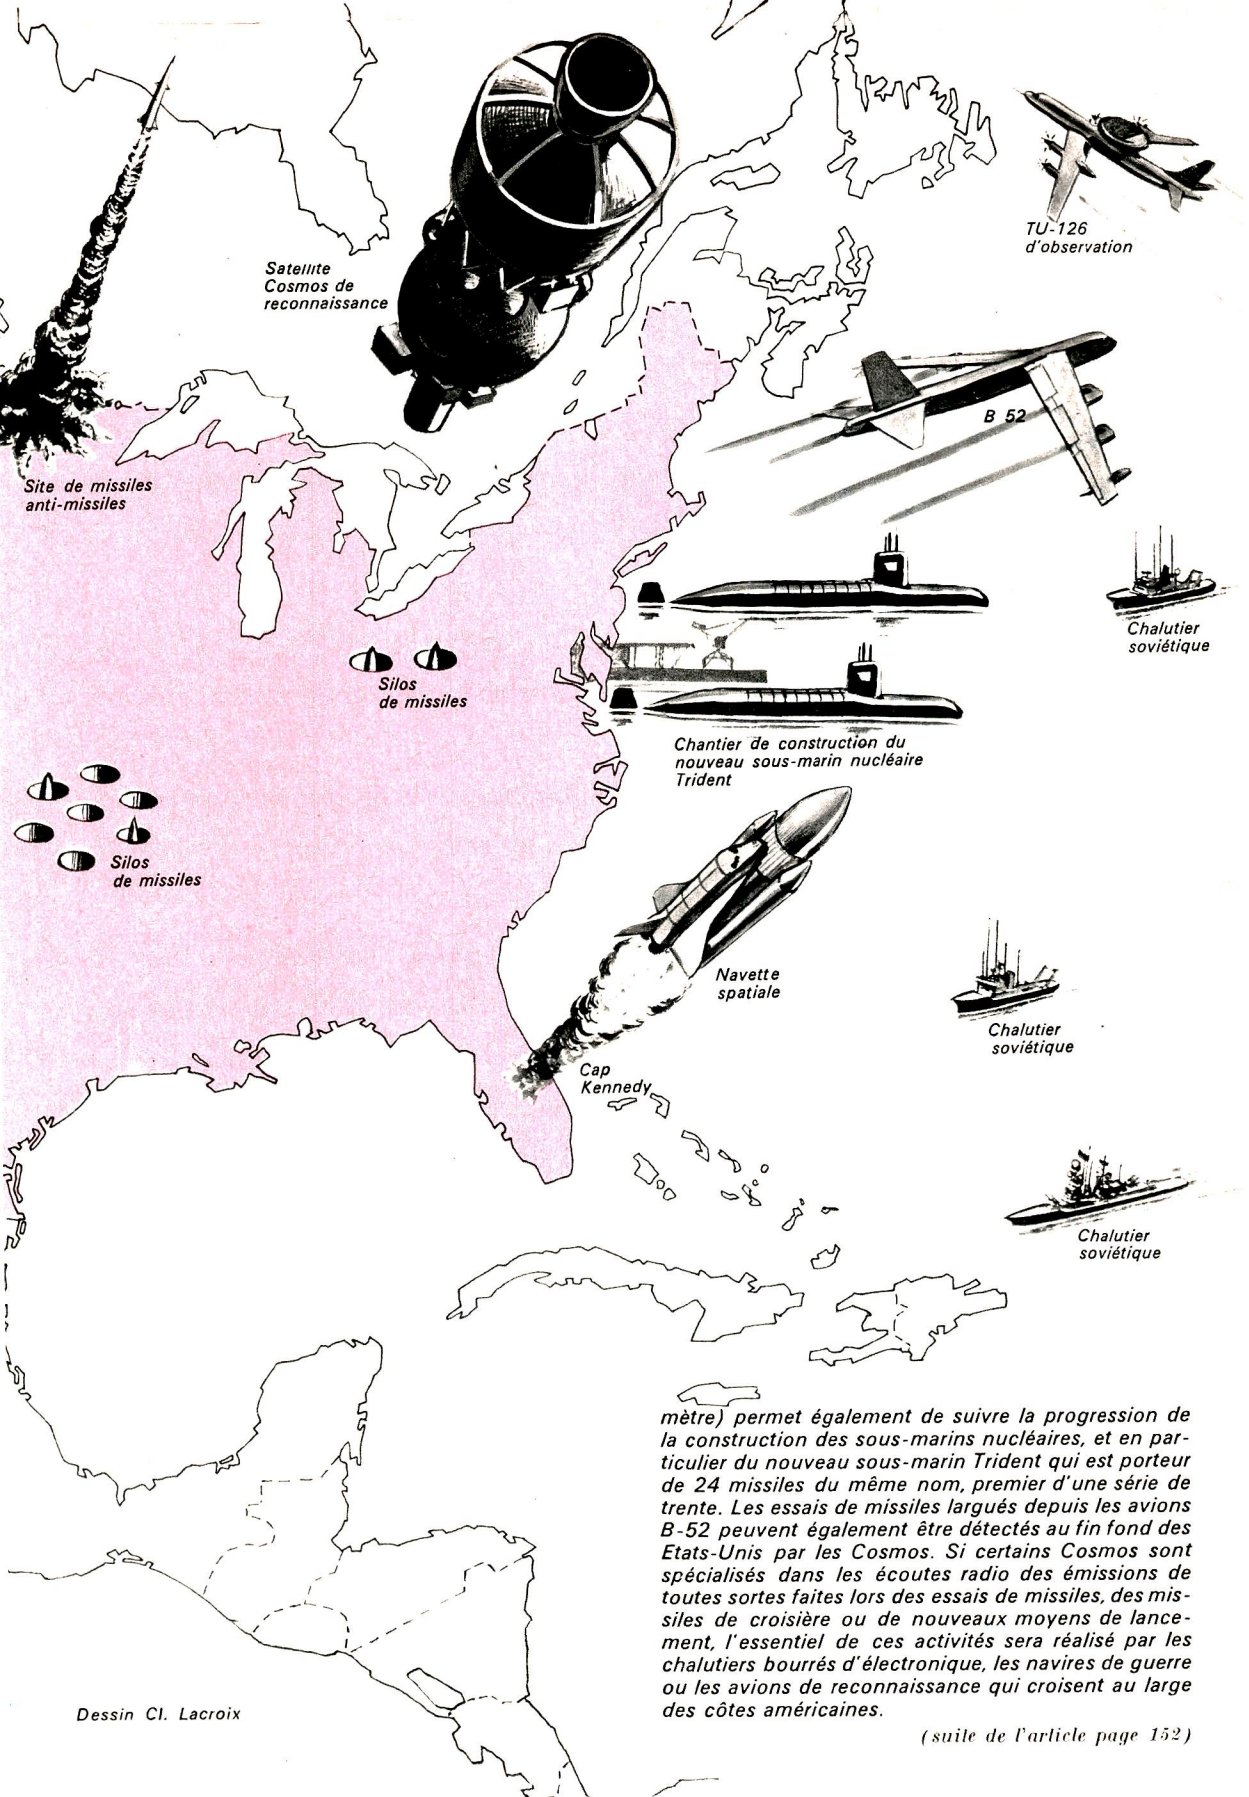 TU-126
d'observation
Satellite
Cosmos de
reconnaissance
B 52
Site de missiles
anti-missiles
Chalutier
soviétique
Silos
de missiles
Chantier de construction du
nouveau sous-marin nucléaire
Trident
Silos
de missiles
Navette
spatiale
Chalutier
soviétique
Cap
Kennedy
Chalutier
soviétique
mètre) permet également de suivre la progression de
la construction des sous-marins nucléaires, et en par-
ticulier du nouveau sous-marin Trident qui est porteur
de 24 missiles du même nom, premier d'une série de
trente. Les essais de missiles largués depuis les avions
B-52 peuvent également être détectés au fin fond des
Etats-Unis par les Cosmos. Si certains Cosmos sont
spécialisés dans les écoutes radio des émissions de
toutes sortes faites lors des essais de missiles, des mis-
siles de croisière ou de nouveaux moyens de lance-
ment, l'essentiel de ces activités sera réalisé par les
chalutiers bourrés d'électronique, les navires de guerre
ou les avions de reconnaissance qui croisent au large
des côtes américaines.
Dessin Cl. Lacroix
(suite de l'article page 152)